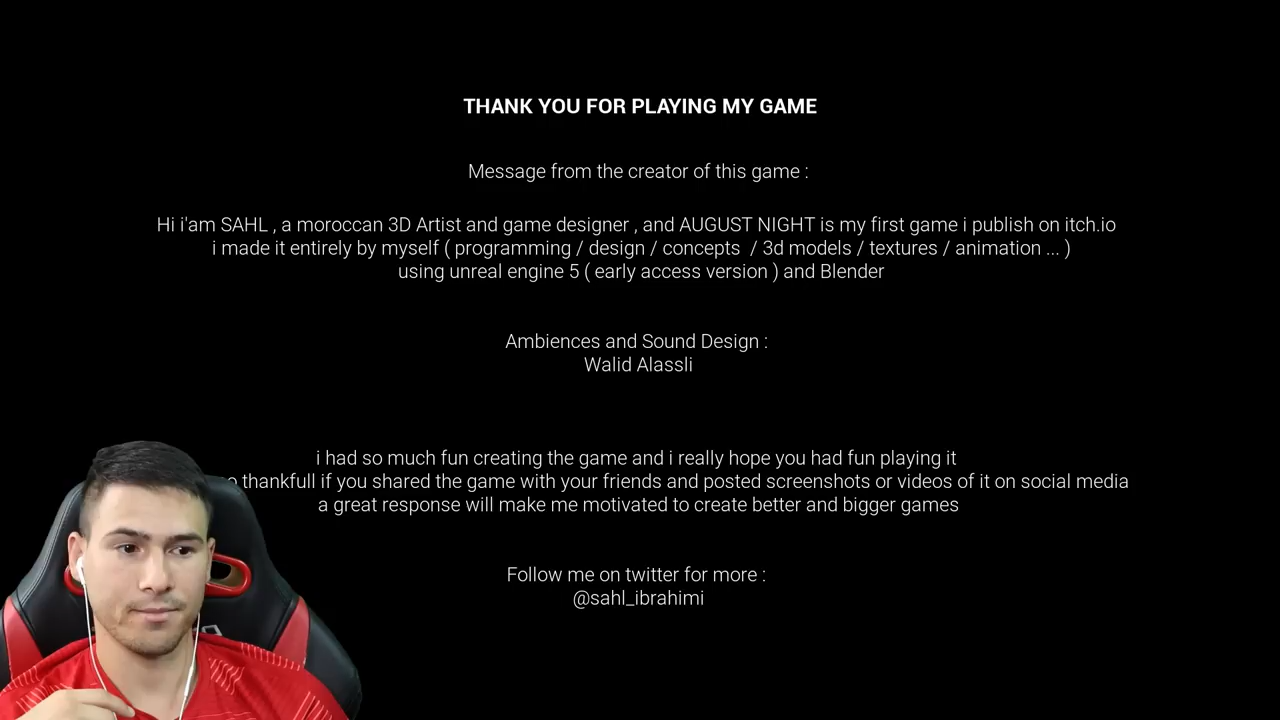 THANK YOU FOR PLAYING MY GAME
Message from the creator of this game :
Hi i'am SAHL , a moroccan 3D Artist and game designer , and AUGUST NIGHT is my first game i publish on itch.io
i made it entirely by myself ( programming / design / concepts / 3d models / textures / animation ... )
using unreal engine 5 ( early access version ) and Blender
Ambiences and Sound Design :
Walid Alassli
i had so much fun creating the game and i really hope you had fun playing it
thankfull if you shared the game with your friends and posted screenshots or videos of it on social media
a great response will make me motivated to create better and bigger games
Follow me on twitter for more :
@sahl_ibrahimi